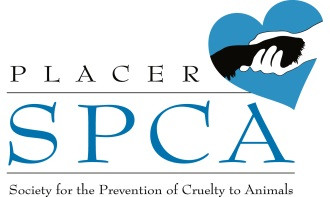 PLACER
SPCA
Society for the Prevention of Cruelty to Animals